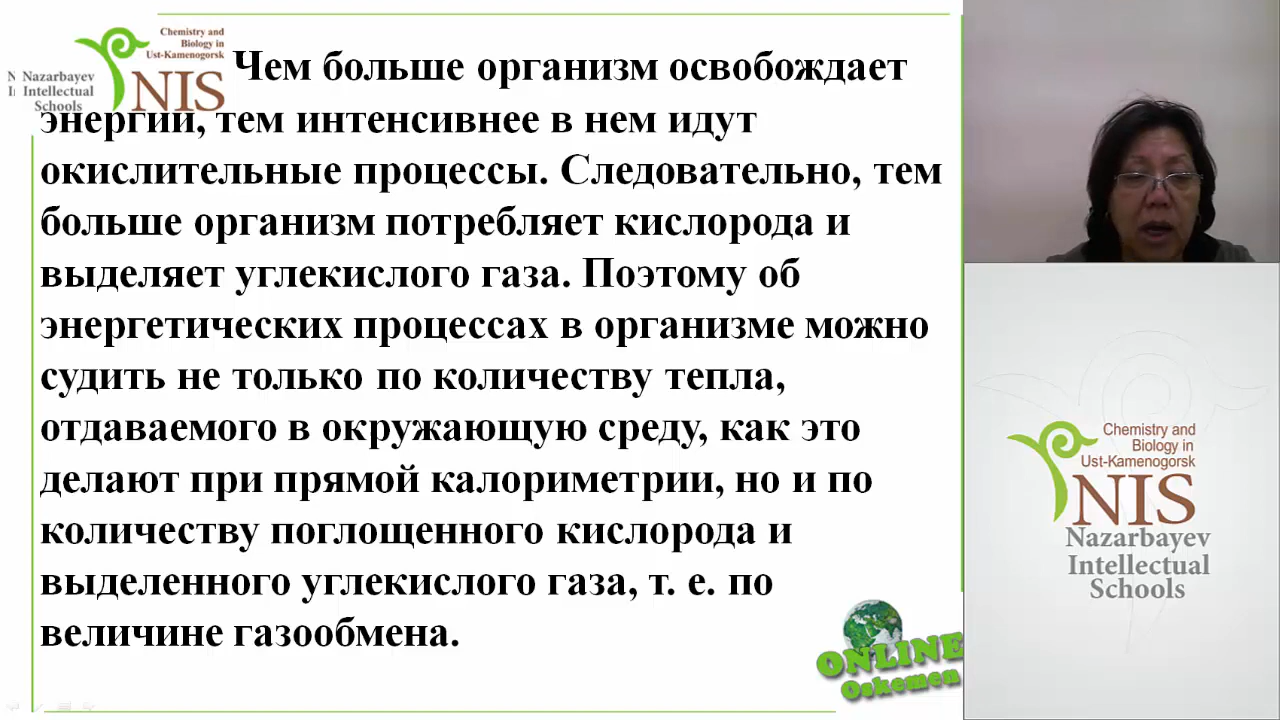 Chemistry and
Biology in
Ust-Kamenogorsk
NIS
Nazarbayev
Intellectual
Schools
Чем больше организм освобождает
энергии, тем интенсивнее в нем идут
окислительные процессы. Следовательно, тем
больше организм потребляет кислорода и
выделяет углекислого газа. Поэтому об
энергетических процессах в организме можно
судить не только по количеству тепла,
отдаваемого в окружающую среду, как это
делают при прямой калориметрии, но и по
количеству поглощенного кислорода и
выделенного углекислого газа, т. е. по
величине газообмена.
ONLINE
Oskemen
Chemistry and
Biology in
Ust-Kamenogorsk
NIS
Nazarbayev
Intellectual
Schools